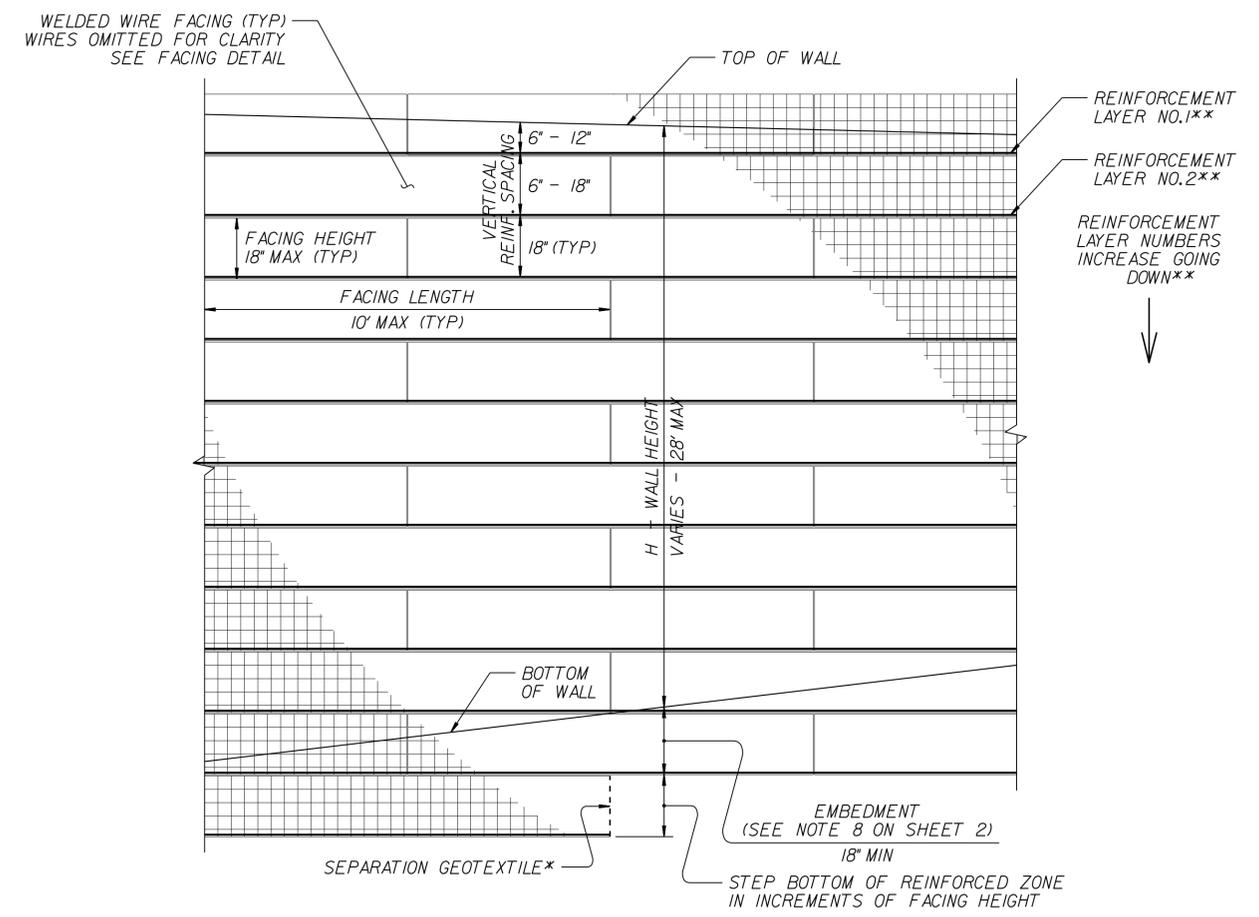 WELDED WIRE FACING (TYP)
WIRES OMITTED FOR CLARITY
SEE FACING DETAIL
TOP OF WALL
REINFORCEMENT
LAYER NO.1**
REINFORCEMENT
LAYER NO.2**
REINFORCEMENT
LAYER NUMBERS
INCREASE GOING
DOWN**
VERTICAL
REINF. SPACING
6" - 12"
6" - 18"
18" (TYP)
FACING HEIGHT
18" MAX (TYP)
FACING LENGTH
10' MAX (TYP)
H - WALL HEIGHT
VARIES - 28' MAX
BOTTOM
OF WALL
EMBEDMENT
(SEE NOTE 8 ON SHEET 2)
18" MIN
SEPARATION GEOTEXTILE*
STEP BOTTOM OF REINFORCED ZONE
IN INCREMENTS OF FACING HEIGHT